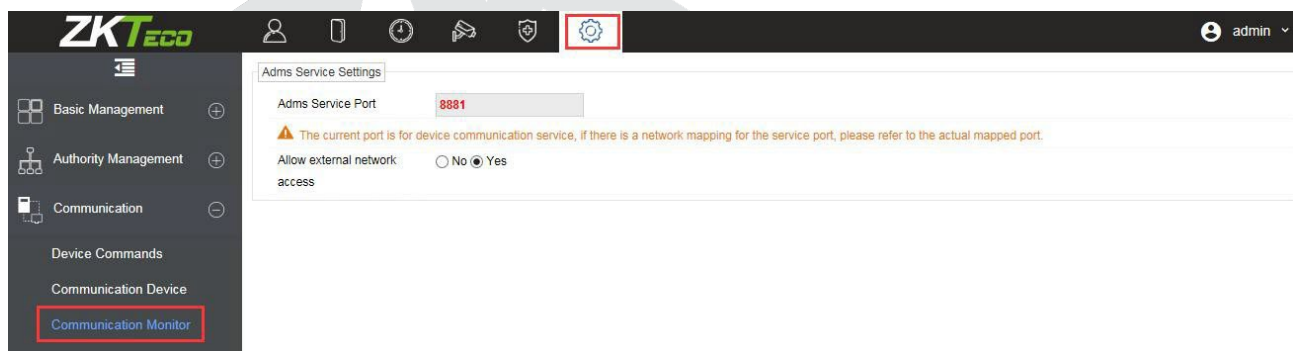 ZKTECO
admin
Adms Service Settings
Basic Management
Adms Service Port 8881
The current port is for device communication service, if there is a network mapping for the service port, please refer to the actual mapped port.
Authority Management
Allow external network access No Yes
Communication
Device Commands
Communication Device
Communication Monitor